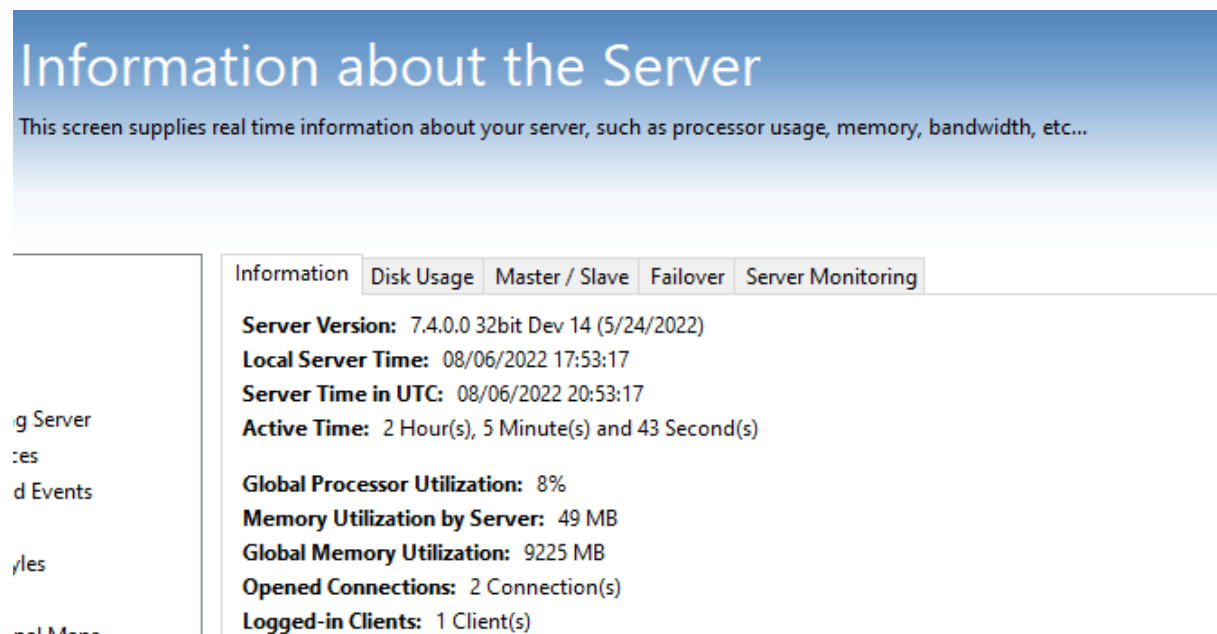 Information about the Server
This screen supplies real time information about your server, such as processor usage, memory, bandwidth, etc...
Information Disk Usage Master / Slave Failover Server Monitoring
Server Version: 7.4.0.0 32bit Dev 14 (5/24/2022)
Local Server Time: 08/06/2022 17:53:17
Server Time in UTC: 08/06/2022 20:53:17
g Server
Active Time: 2 Hour(s), 5 Minute(s) and 43 Second(s)
ces
d Events
Global Processor Utilization: 8%
Memory Utilization by Server: 49 MB
Global Memory Utilization: 9225 MB
yles
Opened Connections: 2 Connection(s)
Logged-in Clients: 1 Client(s)